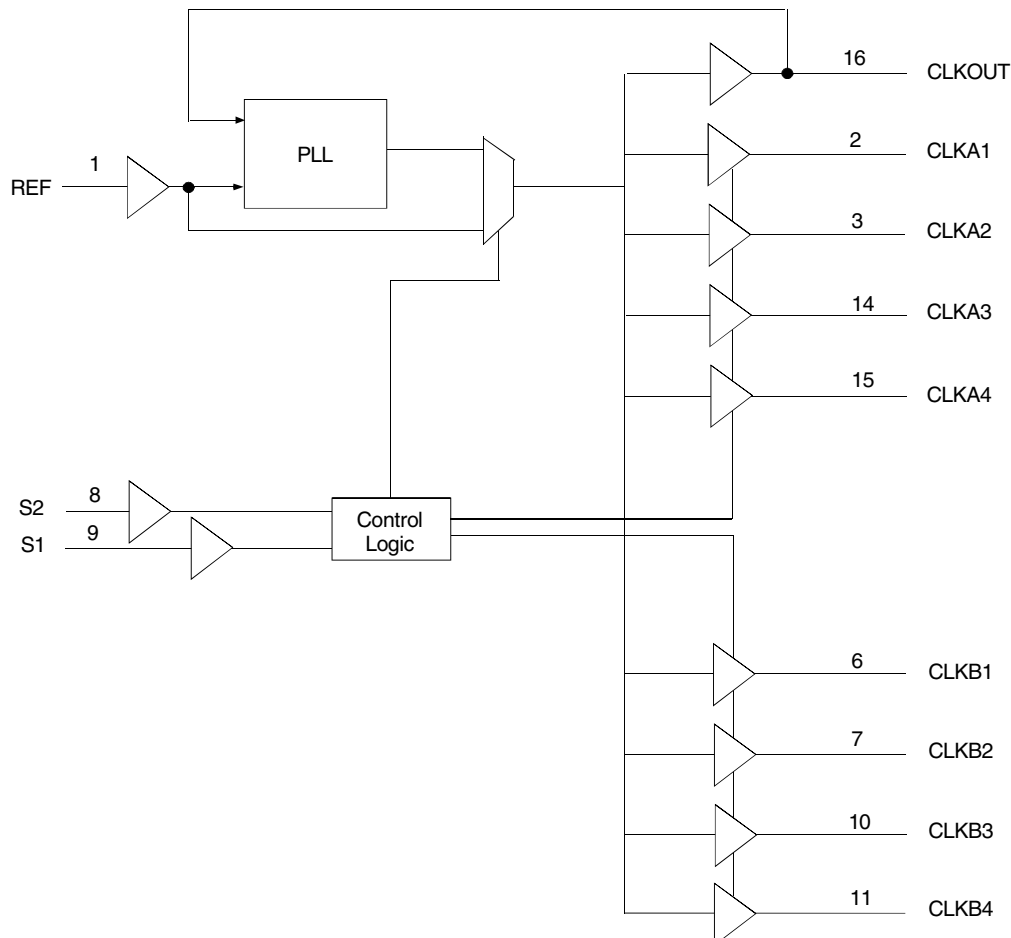 16
CLKOUT
PLL
1
REF
2
CLKA1
3
CLKA2
14
CLKA3
15
CLKA4
S2
8
S1
9
Control
Logic
6
CLKB1
7
CLKB2
10
CLKB3
11
CLKB4